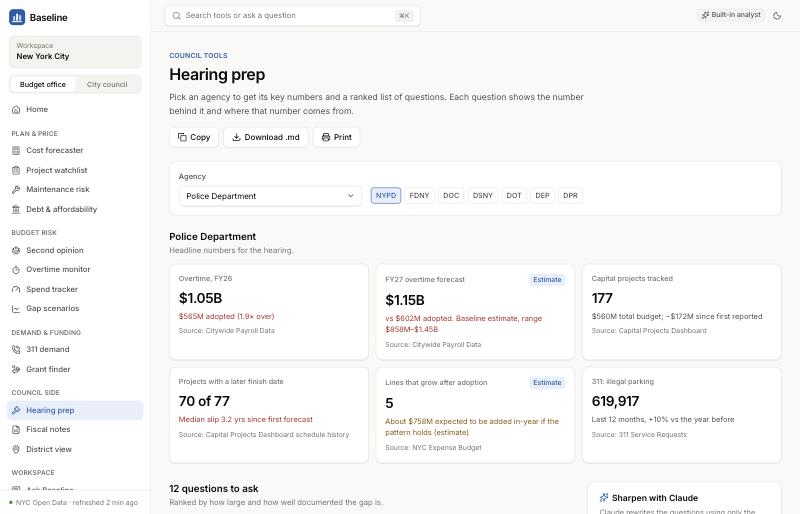 Baseline
Search tools or ask a question
⌘K
Built-in analyst
Workspace
New York City
Budget office
City council
Home
PLAN & PRICE
Cost forecaster
Project watchlist
Maintenance risk
Debt & affordability
BUDGET RISK
Second opinion
Overtime monitor
Spend tracker
Gap scenarios
DEMAND & FUNDING
311 demand
Grant finder
COUNCIL SIDE
Hearing prep
Fiscal notes
District view
WORKSPACE
Ask Baseline
NYC Open Data · refreshed 2 min ago
COUNCIL TOOLS
Hearing prep
Pick an agency to get its key numbers and a ranked list of questions. Each question shows the number
behind it and where that number comes from.
Copy
Download .md
Print
Agency
Police Department
NYPD
FDNY
DOC
DSNY
DOT
DEP
DPR
Police Department
Headline numbers for the hearing.
Overtime, FY26
$1.05B
$565M adopted (1.9× over)
Source: Citywide Payroll Data
FY27 overtime forecast
Estimate
$1.15B
vs $602M adopted. Baseline estimate, range
$858M–$1.45B
Source: Citywide Payroll Data
Capital projects tracked
177
$560M total budget; −$172M since first reported
Source: Capital Projects Dashboard
Projects with a later finish date
70 of 77
Median slip 3.2 yrs since first forecast
Source: Capital Projects Dashboard schedule history
Lines that grow after adoption
Estimate
5
About $758M expected to be added in-year if the
pattern holds (estimate)
Source: NYC Expense Budget
311: illegal parking
619,917
Last 12 months, +10% vs the year before
Source: 311 Service Requests
12 questions to ask
Ranked by how large and how well documented the gap is.
Sharpen with Claude
Claude rewrites the questions using only the